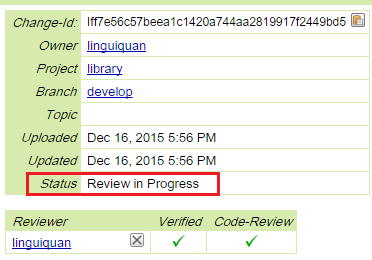 Change-Id: Iff7e56c57beea1c1420a744aa2819917f2449bd5
Owner linguiquan
Project library
Branch develop
Topic
Uploaded Dec 16, 2015 5:56 PM
Updated Dec 16, 2015 5:56 PM
Status Review in Progress
Reviewer Verified Code-Review
linguiquan